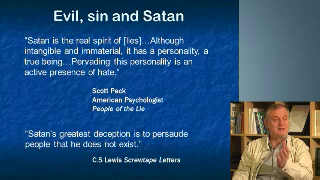 Evil, sin and Satan
“Satan is the real spirit of [lies]…Although
intangible and immaterial, it has a personality, a
true being…Pervading this personality is an
active presence of hate,”
Scott Peck
American Psychologist
People of the Lie
“Satan’s greatest deception is to persuade
people that he does not exist.”
C.S Lewis Screwtape Letters